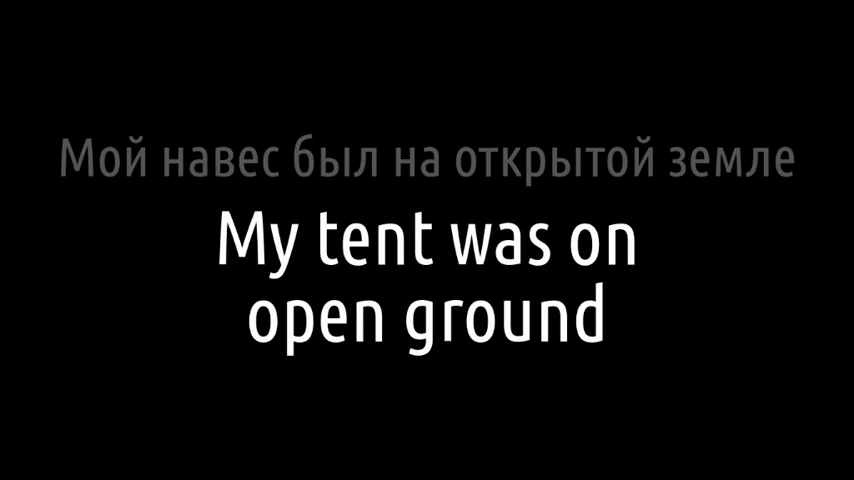 Мой навес был на открытой земле
My tent was on
open ground